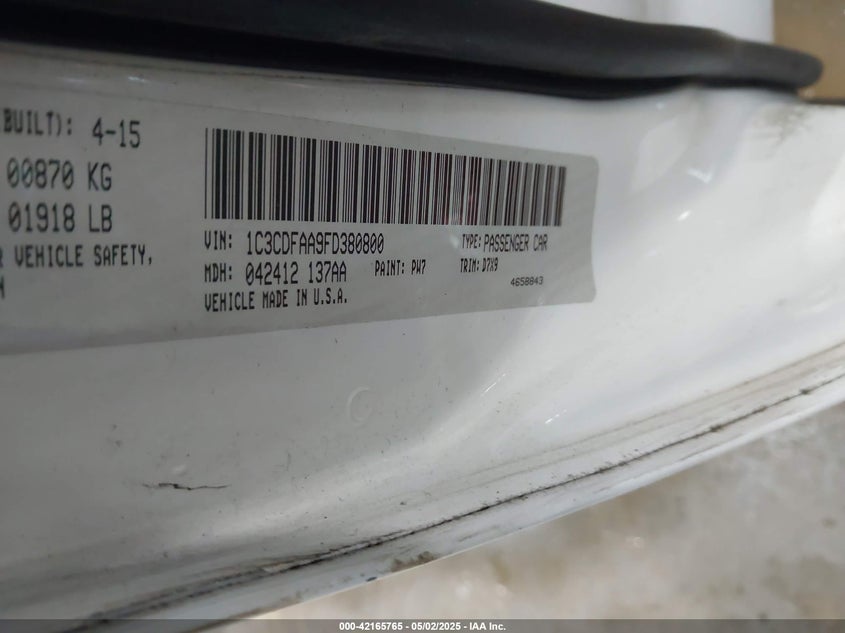 BUILT): 4-15
00870 KG
01918 LB
VEHICLE SAFETY,
VIN: 1C3CDFAA9FD380800 TYPE: PASSENGER CAR
MDH: 042412 137AA PAINT: PW7 TRIM: D7X9
VEHICLE MADE IN U.S.A.
4658843
000-42165765 - 05/02/2025 - IAA Inc.